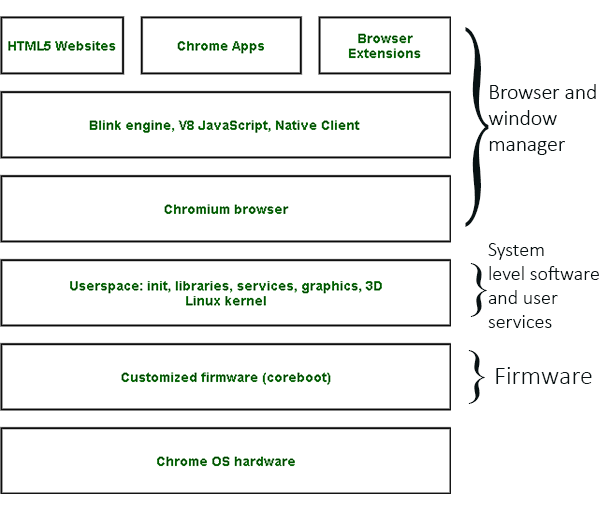 HTML5 Websites
Chrome Apps
Browser
Extensions
Blink engine, V8 JavaScript, Native Client
Chromium browser
Browser and
window
manager
Userspace: init, libraries, services, graphics, 3D
Linux kernel
System
level software
and user
services
Customized firmware (coreboot)
Firmware
Chrome OS hardware